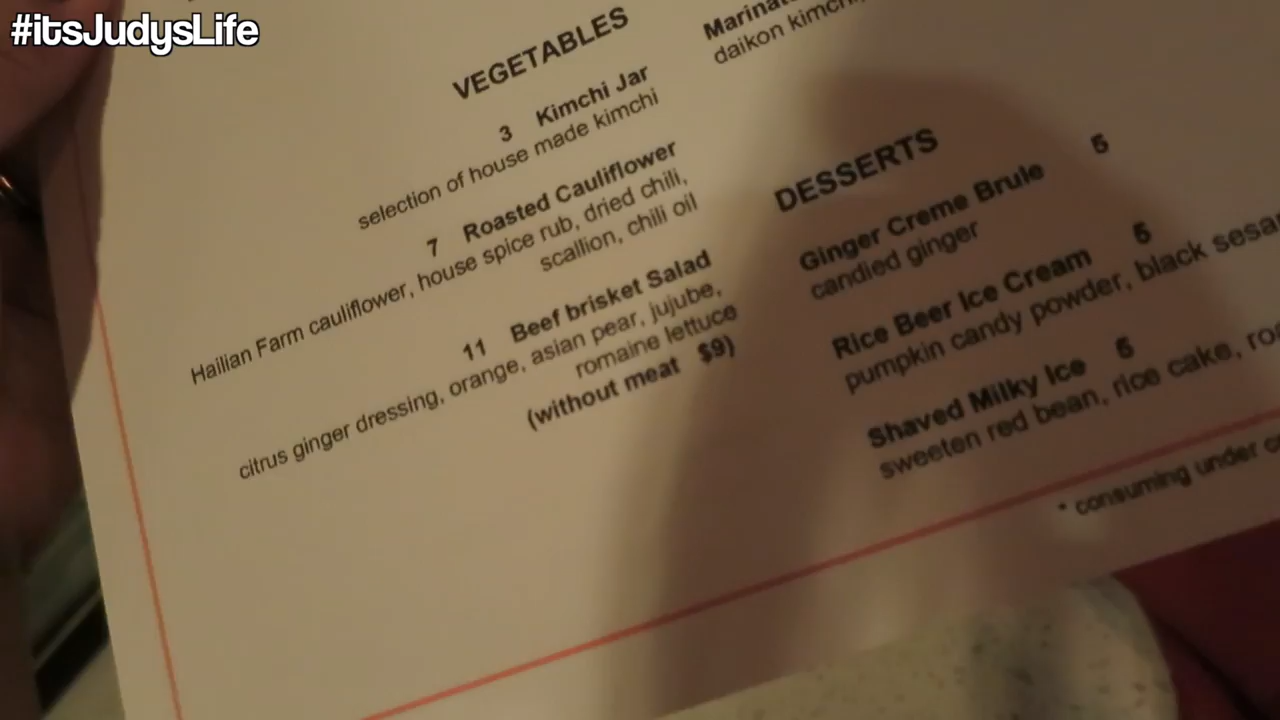 #itsJudysLife
VEGETABLES
3 Kimchi Jar
selection of house made kimchi
7 Roasted Cauliflower
Hailian Farm cauliflower, house spice rub, dried chili,
scallion, chili oil
11 Beef brisket Salad
citrus ginger dressing, orange, asian pear, jujube,
romaine lettuce
(without meat $9)
daikon kimchi,
DESSERTS
Ginger Creme Brule 5
candied ginger
Rice Beer Ice Cream 5
pumpkin candy powder, black
Shaved Milky Ice 5
sweeten red bean, rice cake,
* consuming under